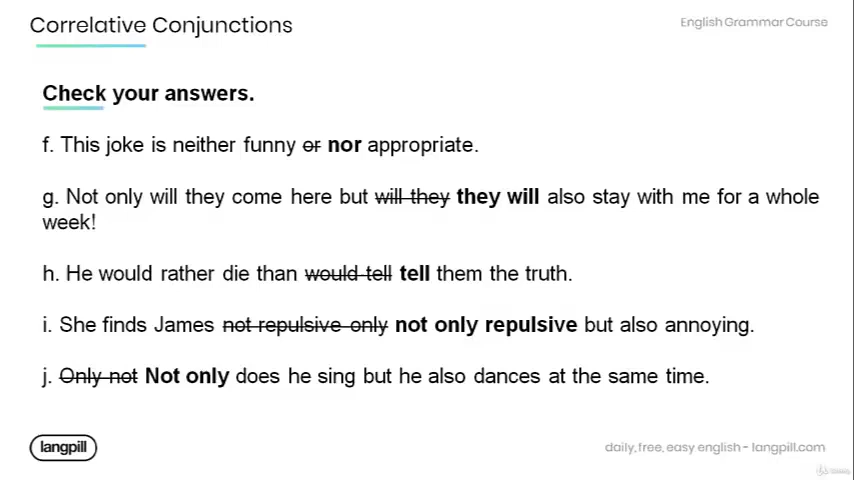 Correlative Conjunctions
English Grammar Course
Check your answers.
f. This joke is neither funny or nor appropriate.
g. Not only will they come here but will they they will also stay with me for a whole
week!
h. He would rather die than would tell tell them the truth.
i. She finds James not repulsive only not only repulsive but also annoying.
j. Only not Not only does he sing but he also dances at the same time.
langpill
daily, free, easy english - langpill.com